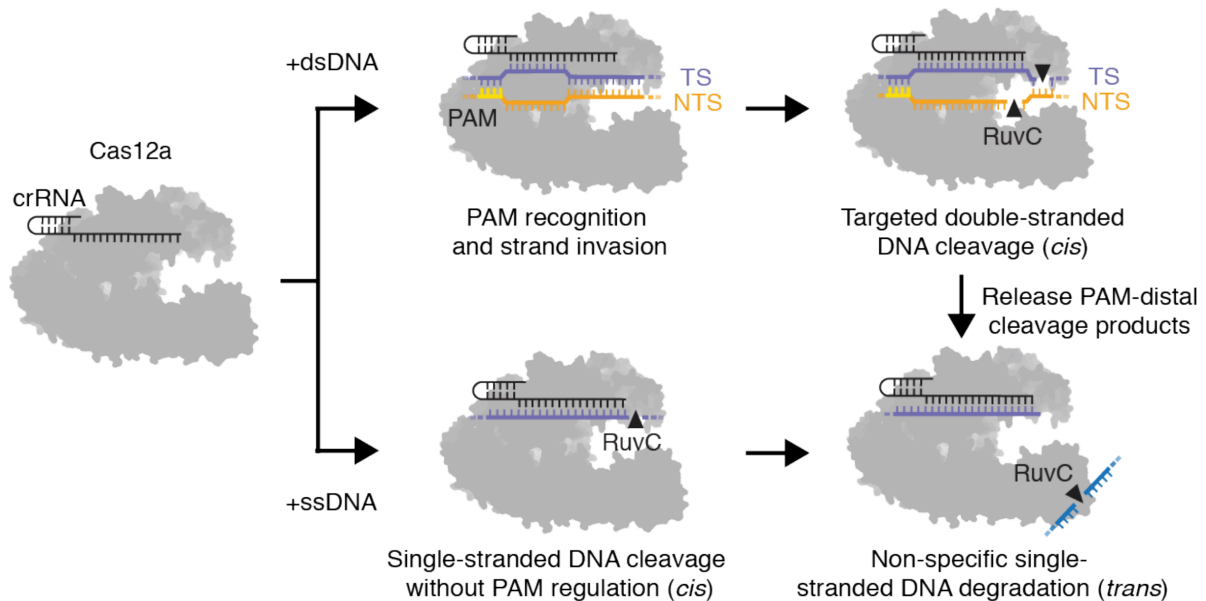 Cas12a
crRNA
+dsDNA
TS
NTS
PAM
PAM recognition
and strand invasion
TS
NTS
RuvC
Targeted double-stranded
DNA cleavage (cis)
Release PAM-distal
cleavage products
+ssDNA
RuvC
Single-stranded DNA cleavage
without PAM regulation (cis)
RuvC
Non-specific single-
stranded DNA degradation (trans)